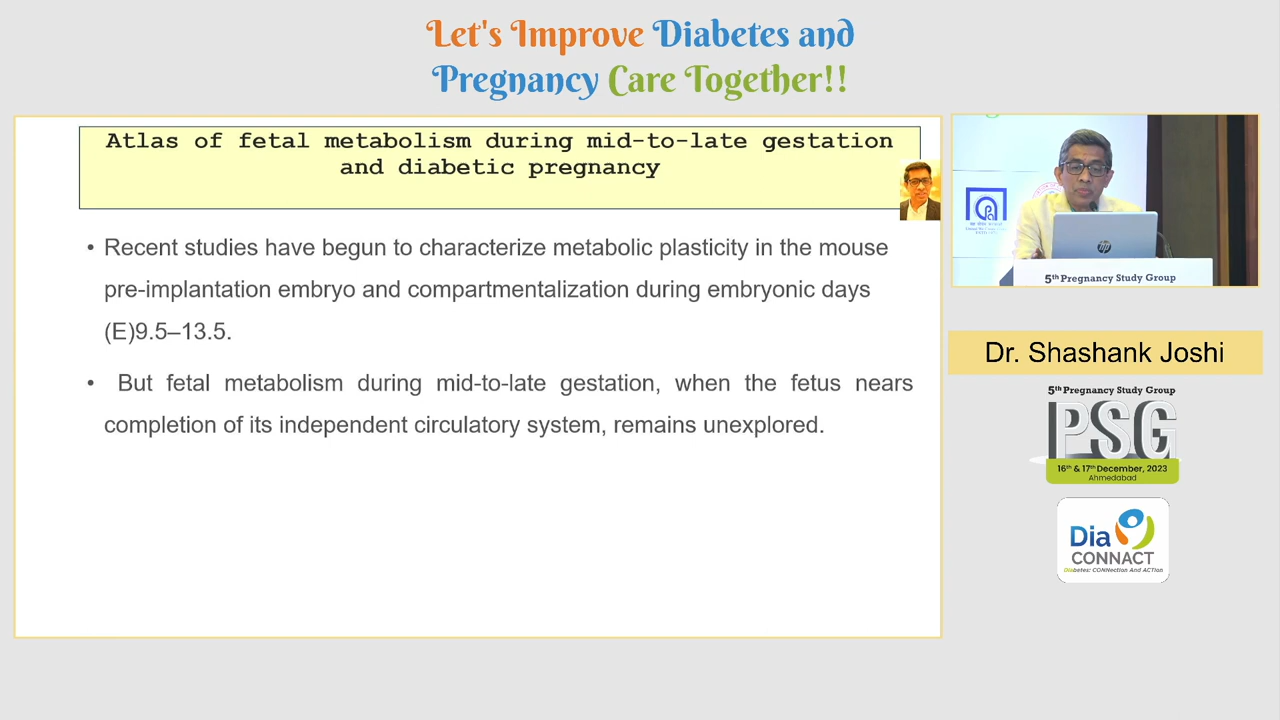 Let's Improve Diabetes and
Pregnancy Care Together!!
Atlas of fetal metabolism during mid-to-late gestation
and diabetic pregnancy
• Recent studies have begun to characterize metabolic plasticity in the mouse
pre-implantation embryo and compartmentalization during embryonic days
(E)9.5–13.5.
• But fetal metabolism during mid-to-late gestation, when the fetus nears
completion of its independent circulatory system, remains unexplored.
hp
5th Pregnancy Study Group
Dr. Shashank Joshi
5th Pregnancy Study Group
PSG
16th & 17th December, 2023
Ahmedabad
Dia
CONNACT
Diabetes: CONNection And ACTion